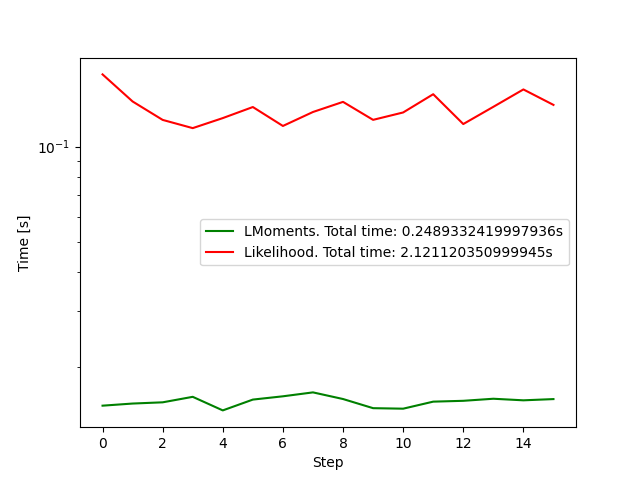 10⁻¹
Time [s]
LMoments. Total time: 0.2489332419997936s
Likelihood. Total time: 2.121120350999945s
0 2 4 6 8 10 12 14
Step